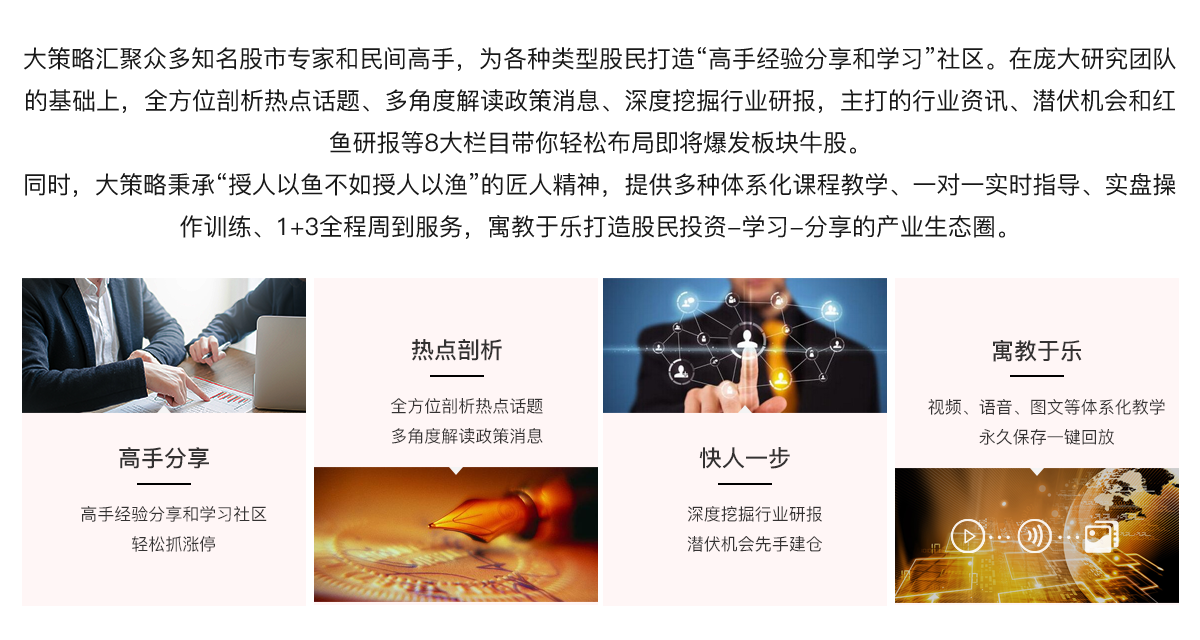 大策略汇聚众多知名股市专家和民间高手，为各种类型股民打造“高手经验分享和学习”社区。在庞大研究团队
的基础上，全方位剖析热点话题、多角度解读政策消息、深度挖掘行业研报，主打的行业资讯、潜伏机会和红
鱼研报等8大栏目带你轻松布局即将爆发板块牛股。
同时，大策略秉承“授人以鱼不如授人以渔”的匠人精神，提供多种体系化课程教学、一对一实时指导、实盘操
作训练、1+3全程周到服务，寓教于乐打造股民投资–学习–分享的产业生态圈。
高手分享
高手经验分享和学习社区
轻松抓涨停
热点剖析
全方位剖析热点话题
多角度解读政策消息
快人一步
深度挖掘行业研报
潜伏机会先手建仓
寓教于乐
视频、语音、图文等体系化教学
永久保存一键回放